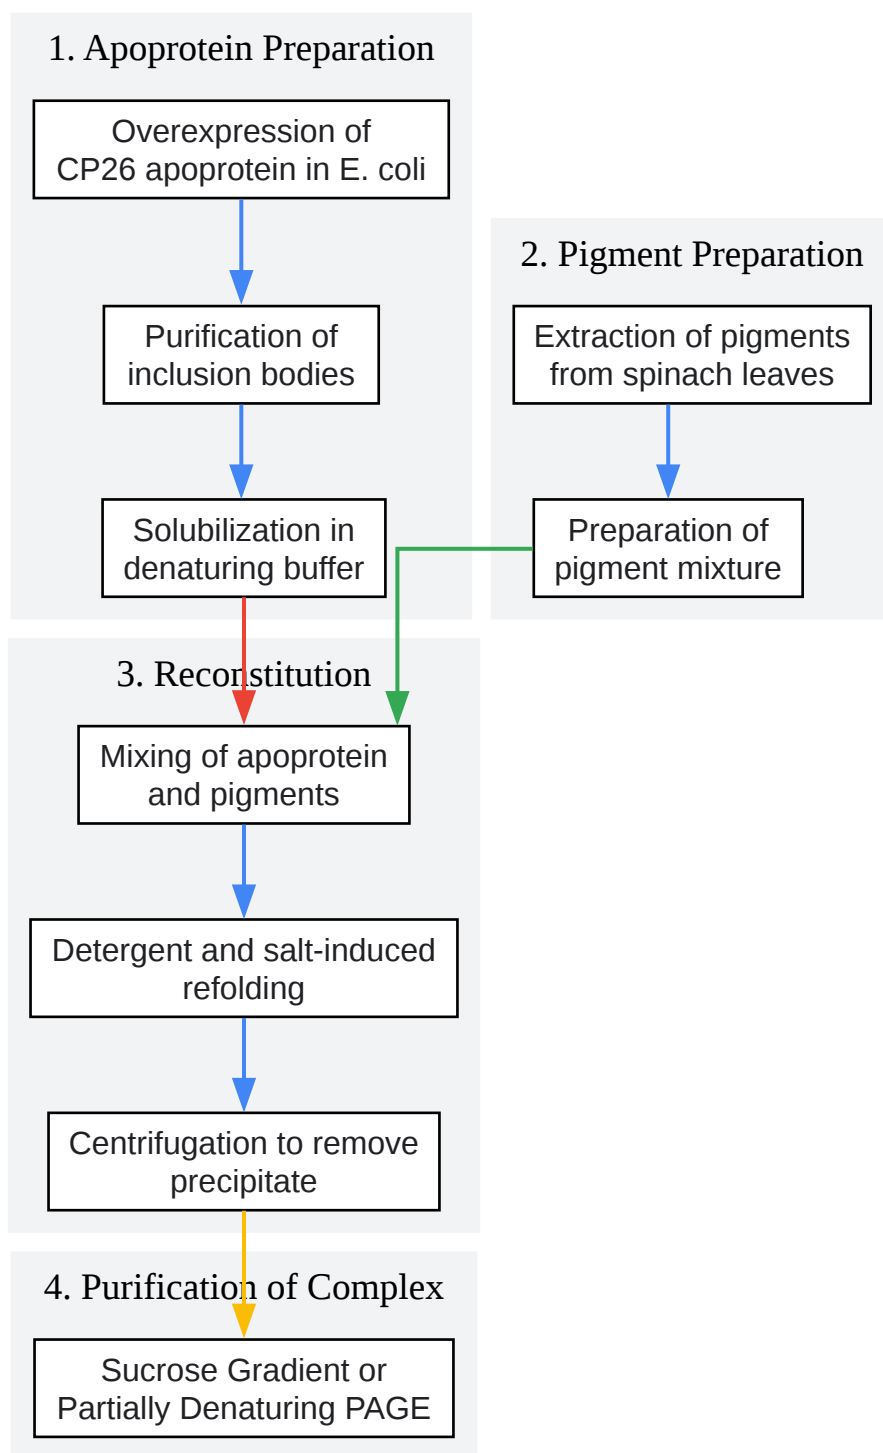 1. Apoprotein Preparation
Overexpression of
CP26 apoprotein in E. coli
Purification of
inclusion bodies
Solubilization in
denaturing buffer
2. Pigment Preparation
Extraction of pigments
from spinach leaves
Preparation of
pigment mixture
3. Reconstitution
Mixing of apoprotein
and pigments
Detergent and salt-induced
refolding
Centrifugation to remove
precipitate
4. Purification of Complex
Sucrose Gradient or
Partially Denaturing PAGE